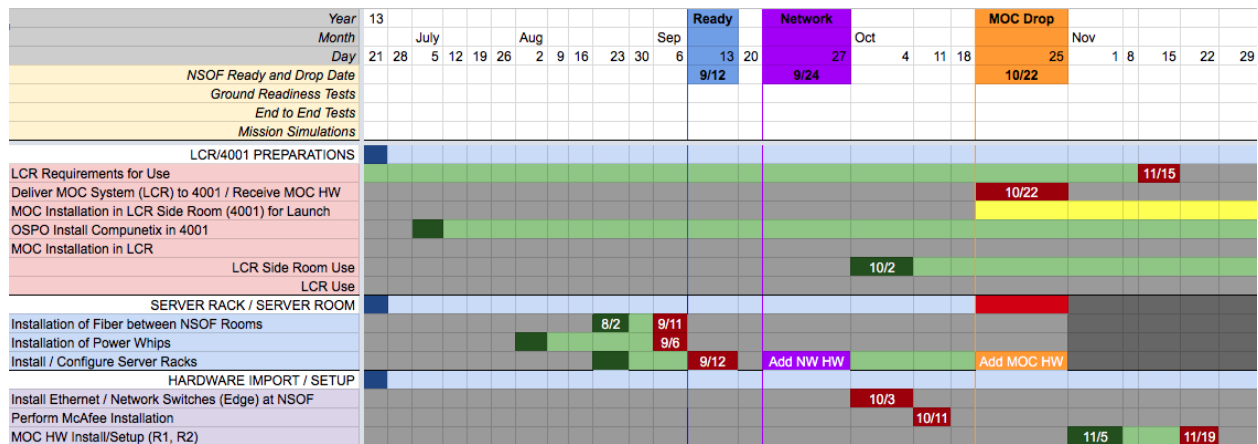 Year 13 Ready Network MOC Drop
Month July Aug Sep Oct Nov
Day 21 28 5 12 19 26 2 9 16 23 30 6 13 20 27 4 11 18 25 1 8 15 22 29
NSOF Ready and Drop Date 9/12 9/24 10/22
Ground Readiness Tests
End to End Tests
Mission Simulations
LCR/4001 PREPARATIONS
LCR Requirements for Use 11/15
Deliver MOC System (LCR) to 4001 / Receive MOC HW 10/22
MOC Installation in LCR Side Room (4001) for Launch
OSPO Install Compunetix in 4001
MOC Installation in LCR
LCR Side Room Use 10/2
LCR Use
SERVER RACK / SERVER ROOM
Installation of Fiber between NSOF Rooms 8/2 9/11
Installation of Power Whips 9/6
Install / Configure Server Racks 9/12 Add NW HW Add MOC HW
HARDWARE IMPORT / SETUP
Install Ethernet / Network Switches (Edge) at NSOF 10/3
Perform McAfee Installation 10/11
MOC HW Install/Setup (R1, R2) 11/5 11/19